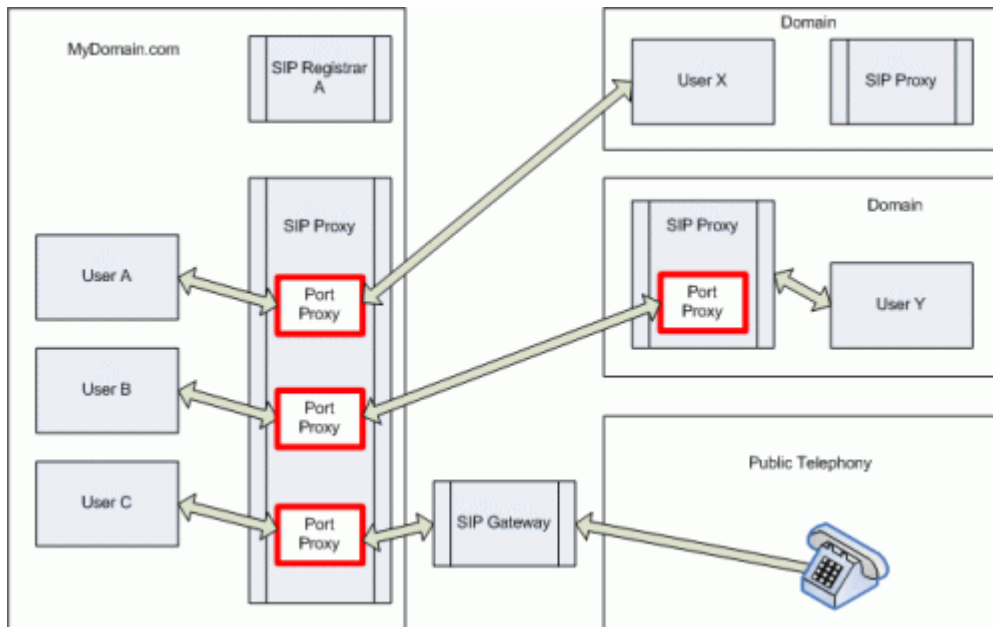 MyDomain.com
SIP Registrar
A
SIP Proxy
User A
Port
Proxy
User B
Port
Proxy
User C
Port
Proxy
SIP Gateway
Domain
User X
SIP Proxy
Domain
SIP Proxy
Port
Proxy
User Y
Public Telephony